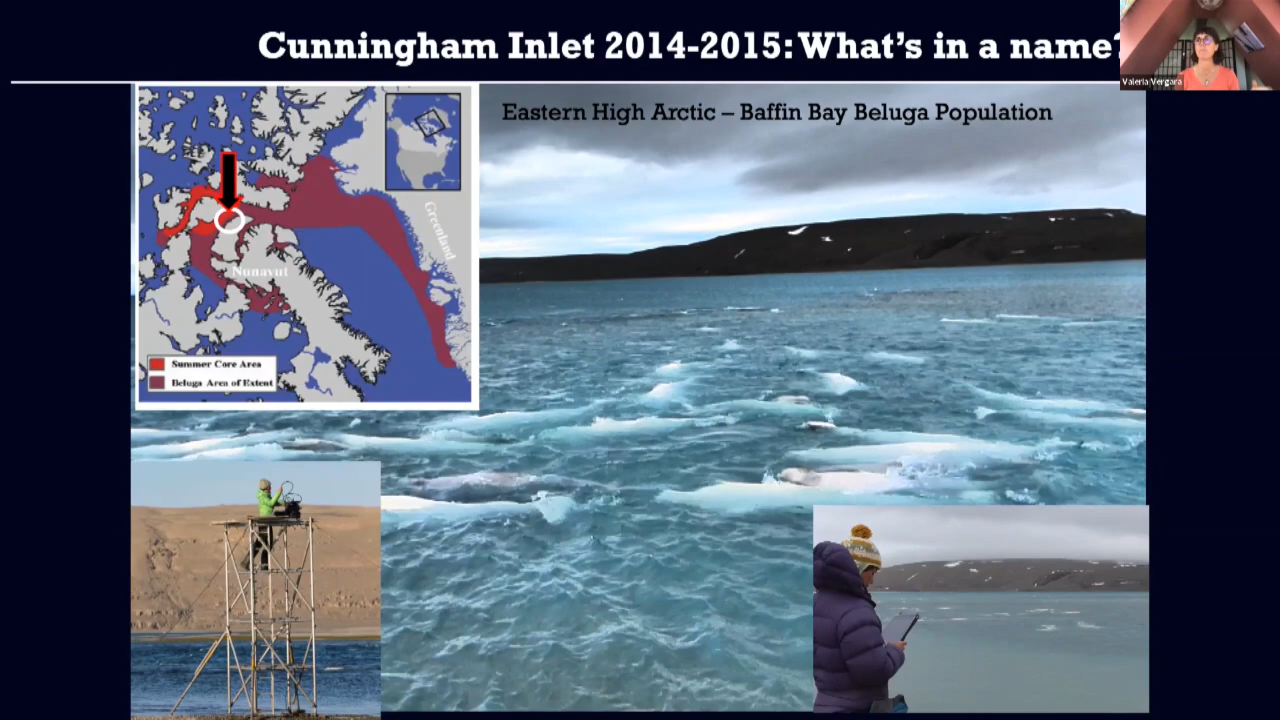 Cunningham Inlet 2014-2015: What's in a name?
Valeria Vergara
Eastern High Arctic – Baffin Bay Beluga Population
Greenland
Nunavut
Summer Core Area
Beluga Area of Extent